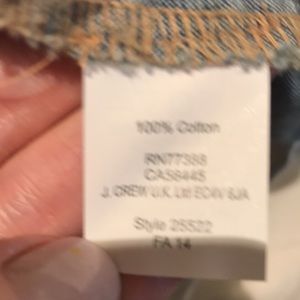 100% Cotton
RN77388
CA56445
J. CREW U.K. Ltd EC4V 6JA
Style 25522
FA 14